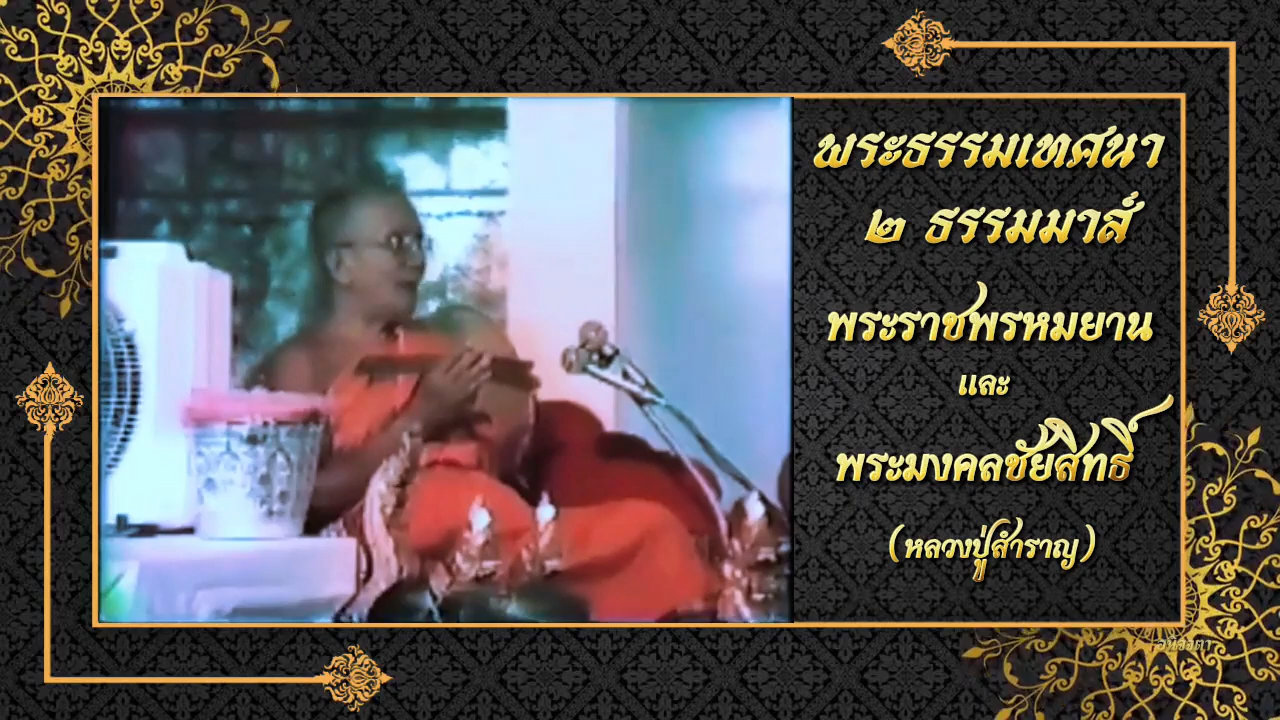 พระธรรมเทศนา
๒ ธรรมมาส์
พระราชพรหมยาน
และ
พระมงคลชัยสิทธิ์
(หลวงปู่สำราญ)